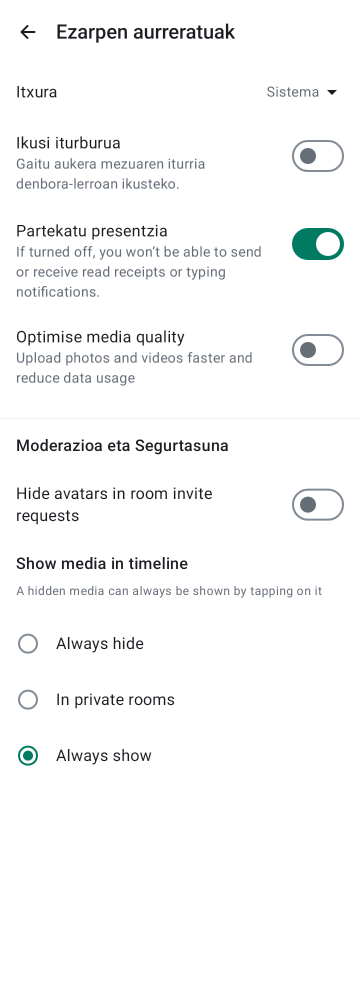 Ezarpen aurreratuak
Itxura
Sistema
Ikusi iturburua
Gaitu aukera mezuaren iturria
denbora-lerroan ikusteko.
Partekatu presentzia
If turned off, you won't be able to send
or receive read receipts or typing
notifications.
Optimise media quality
Upload photos and videos faster and
reduce data usage
Moderazioa eta Segurtasuna
Hide avatars in room invite
requests
Show media in timeline
A hidden media can always be shown by tapping on it
Always hide
In private rooms
Always show